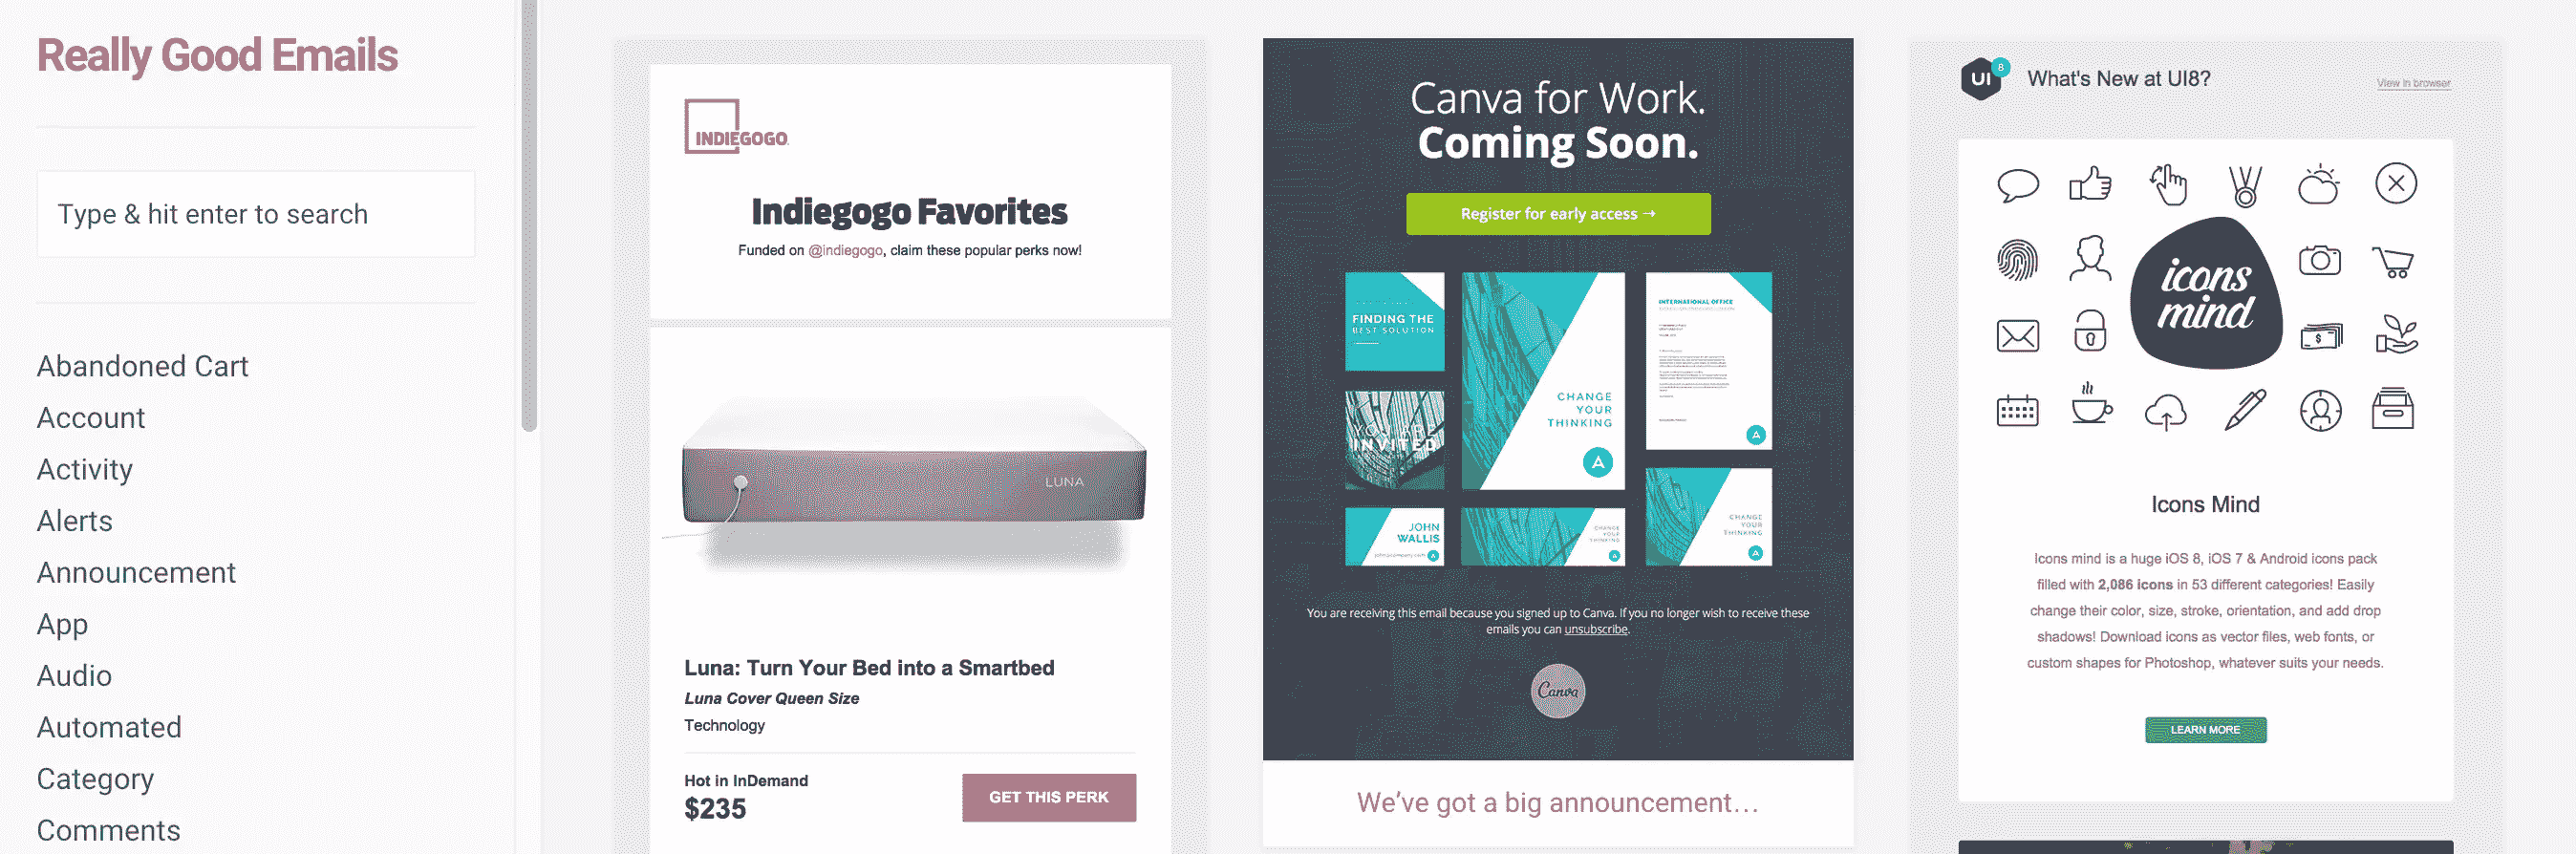 Really Good Emails
Type & hit enter to search
Abandoned Cart
Account
Activity
Alerts
Announcement
App
Audio
Automated
Category
Comments
INDIEGOGO
Indiegogo Favorites
Funded on @indiegogo, claim these popular perks now!
LUNA
Luna: Turn Your Bed into a Smartbed
Luna Cover Queen Size
Technology
Hot in InDemand
$235
GET THIS PERK
Canva for Work.
Coming Soon.
Register for early access →
FINDING THE
BEST SOLUTION
CHANGE
YOUR
THINKING
A
INTERNATIONAL OFFICE
A
YOU ARE
INVITED
JOHN
WALLIS
A
CHANGE
YOUR
THINKING
A
CHANGE
YOUR
THINKING
A
You are receiving this email because you signed up to Canva. If you no longer wish to receive these
emails you can unsubscribe.
Canva
We've got a big announcement...
UI 8
What's New at UI8?
View in browser
icons
mind
$
Icons Mind
Icons mind is a huge iOS 8, iOS 7 & Android icons pack
filled with 2,086 icons in 53 different categories! Easily
change their color, size, stroke, orientation, and add drop
shadows! Download icons as vector files, web fonts, or
custom shapes for Photoshop, whatever suits your needs.
LEARN MORE